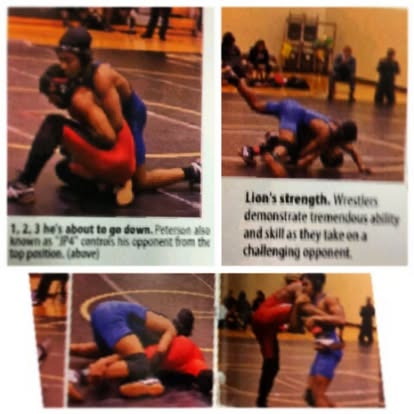 1, 2, 3 he's about to go down. Peterson also
known as "JP4" controls his opponent from the
top position. (above)
Lion's strength. Wrestlers
demonstrate tremendous ability
and skill as they take on a
challenging opponent.